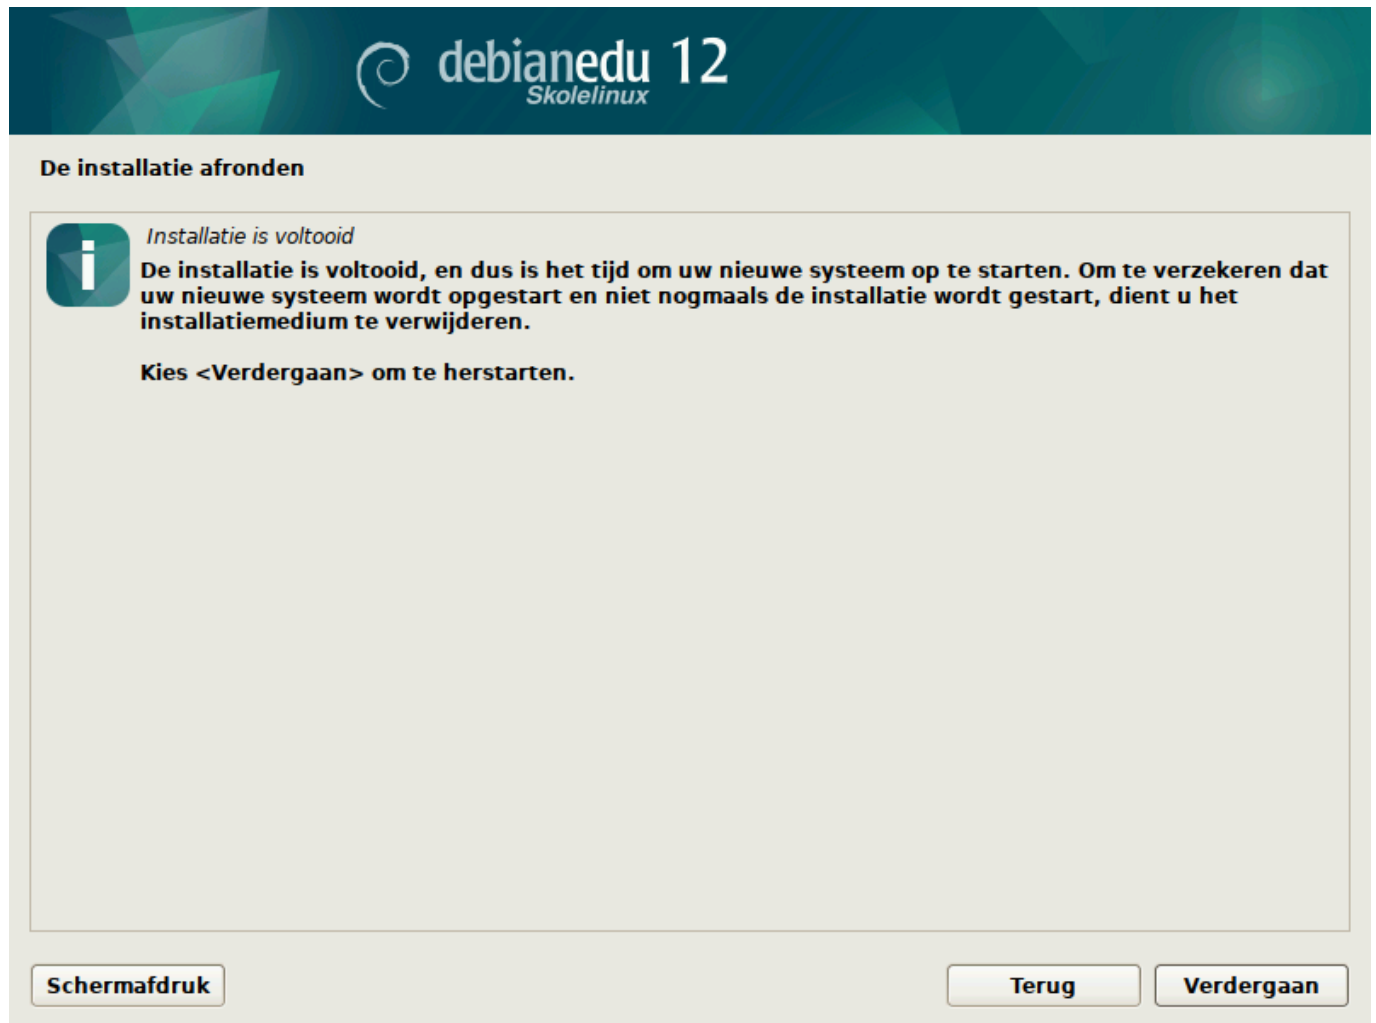 debianedu 12
Skolelinux
De installatie afronden
i
Installatie is voltooid
De installatie is voltooid, en dus is het tijd om uw nieuwe systeem op te starten. Om te verzekeren dat
uw nieuwe systeem wordt opgestart en niet nogmaals de installatie wordt gestart, dient u het
installatiemedium te verwijderen.
Kies <Verdergaan> om te herstarten.
Schermafdruk
Terug
Verdergaan